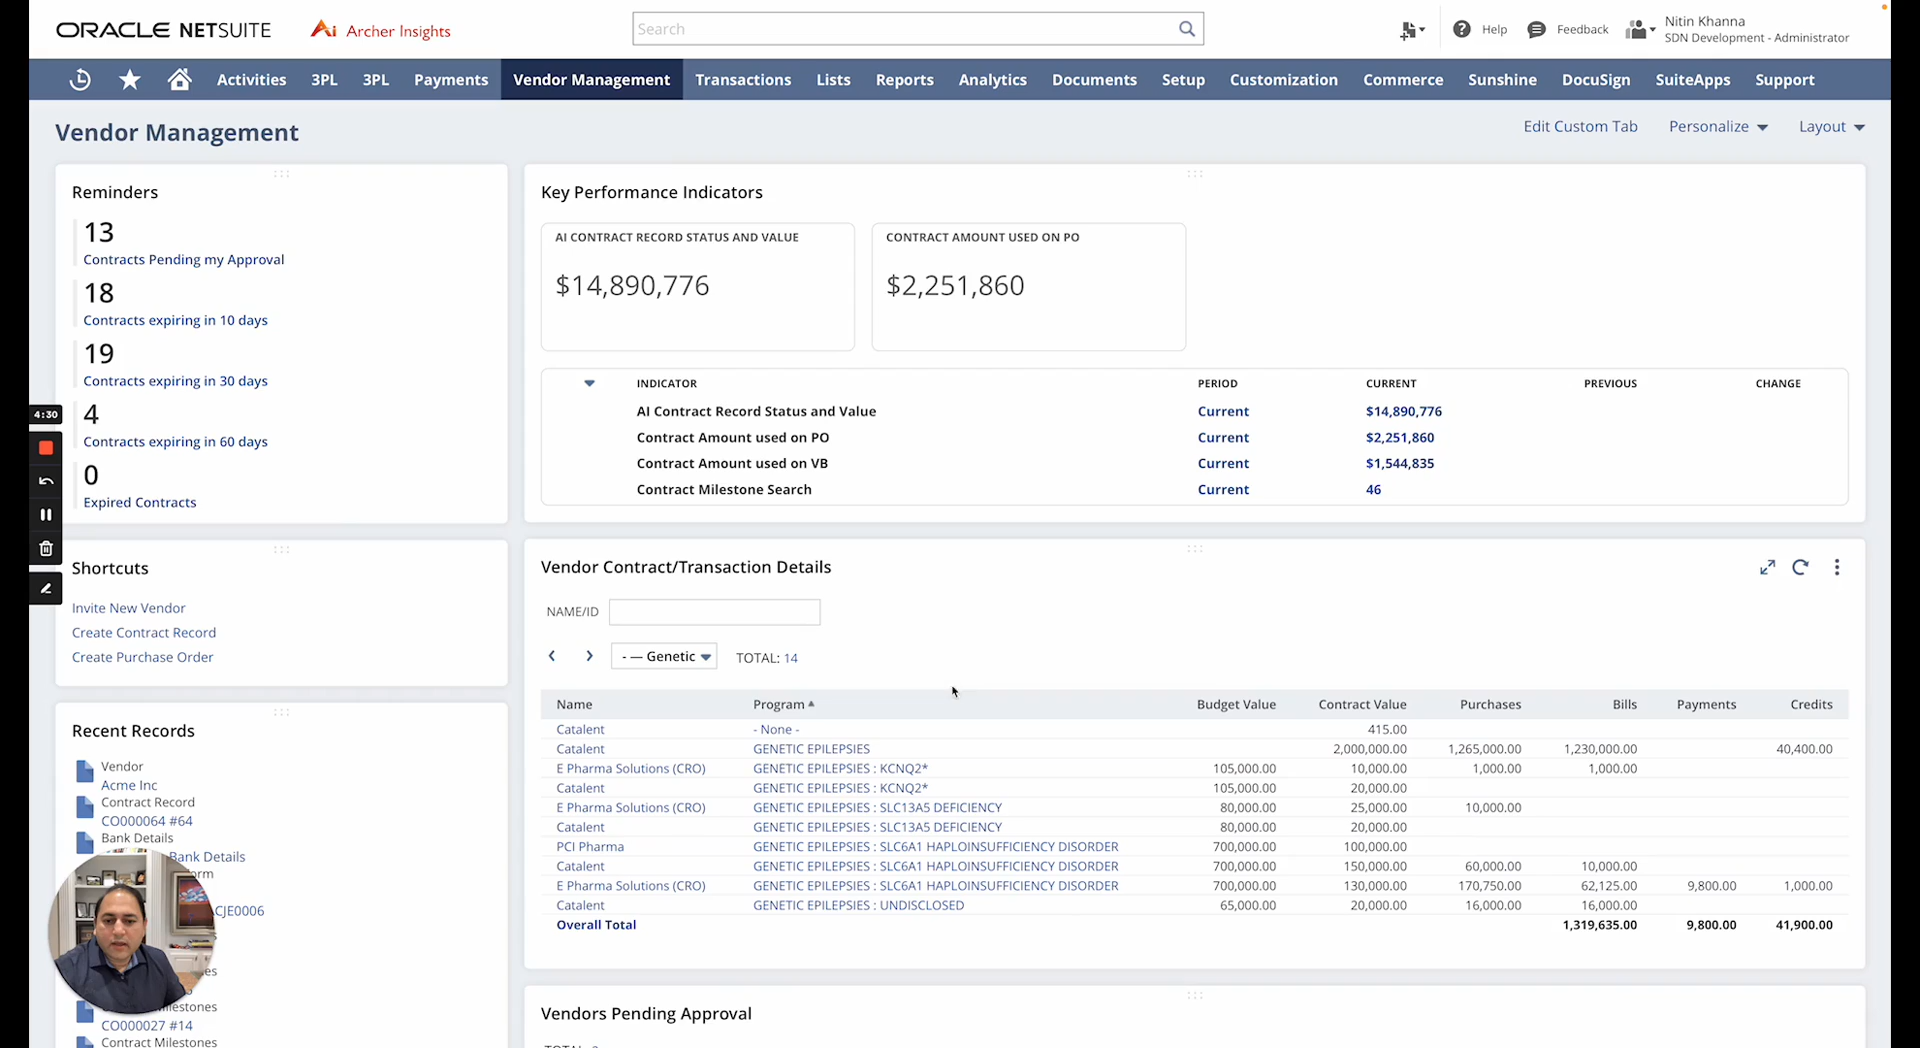 ORACLE NETSUITE
Ai Archer Insights
Search
Help
Feedback
Nitin Khanna
SDN Development - Administrator
Activities 3PL 3PL Payments Vendor Management Transactions Lists Reports Analytics Documents Setup Customization Commerce Sunshine DocuSign SuiteApps Support
Vendor Management
Edit Custom Tab Personalize Layout
Reminders
13
Contracts Pending my Approval
18
Contracts expiring in 10 days
19
Contracts expiring in 30 days
4
Contracts expiring in 60 days
0
Expired Contracts
4:30
Shortcuts
Invite New Vendor
Create Contract Record
Create Purchase Order
Recent Records
Vendor
Acme Inc
Contract Record
CO000064 #64
Bank Details
Bank Details
orm
CJE0006
es
ilestones
CO000027 #14
Contract Milestones
Key Performance Indicators
AI CONTRACT RECORD STATUS AND VALUE
$14,890,776
CONTRACT AMOUNT USED ON PO
$2,251,860
INDICATOR PERIOD CURRENT PREVIOUS CHANGE
AI Contract Record Status and Value Current $14,890,776
Contract Amount used on PO Current $2,251,860
Contract Amount used on VB Current $1,544,835
Contract Milestone Search Current 46
Vendor Contract/Transaction Details
NAME/ID
- — Genetic TOTAL: 14
Name Program Budget Value Contract Value Purchases Bills Payments Credits
Catalent - None - 415.00
Catalent GENETIC EPILEPSIES 2,000,000.00 1,265,000.00 1,230,000.00 40,400.00
E Pharma Solutions (CRO) GENETIC EPILEPSIES : KCNQ2* 105,000.00 10,000.00 1,000.00 1,000.00
Catalent GENETIC EPILEPSIES : KCNQ2* 105,000.00 20,000.00
E Pharma Solutions (CRO) GENETIC EPILEPSIES : SLC13A5 DEFICIENCY 80,000.00 25,000.00 10,000.00
Catalent GENETIC EPILEPSIES : SLC13A5 DEFICIENCY 80,000.00 20,000.00
PCI Pharma GENETIC EPILEPSIES : SLC6A1 HAPLOINSUFFICIENCY DISORDER 700,000.00 100,000.00
Catalent GENETIC EPILEPSIES : SLC6A1 HAPLOINSUFFICIENCY DISORDER 700,000.00 150,000.00 60,000.00 10,000.00
E Pharma Solutions (CRO) GENETIC EPILEPSIES : SLC6A1 HAPLOINSUFFICIENCY DISORDER 700,000.00 130,000.00 170,750.00 62,125.00 9,800.00 1,000.00
Catalent GENETIC EPILEPSIES : UNDISCLOSED 65,000.00 20,000.00 16,000.00 16,000.00
Overall Total 1,319,635.00 9,800.00 41,900.00
Vendors Pending Approval